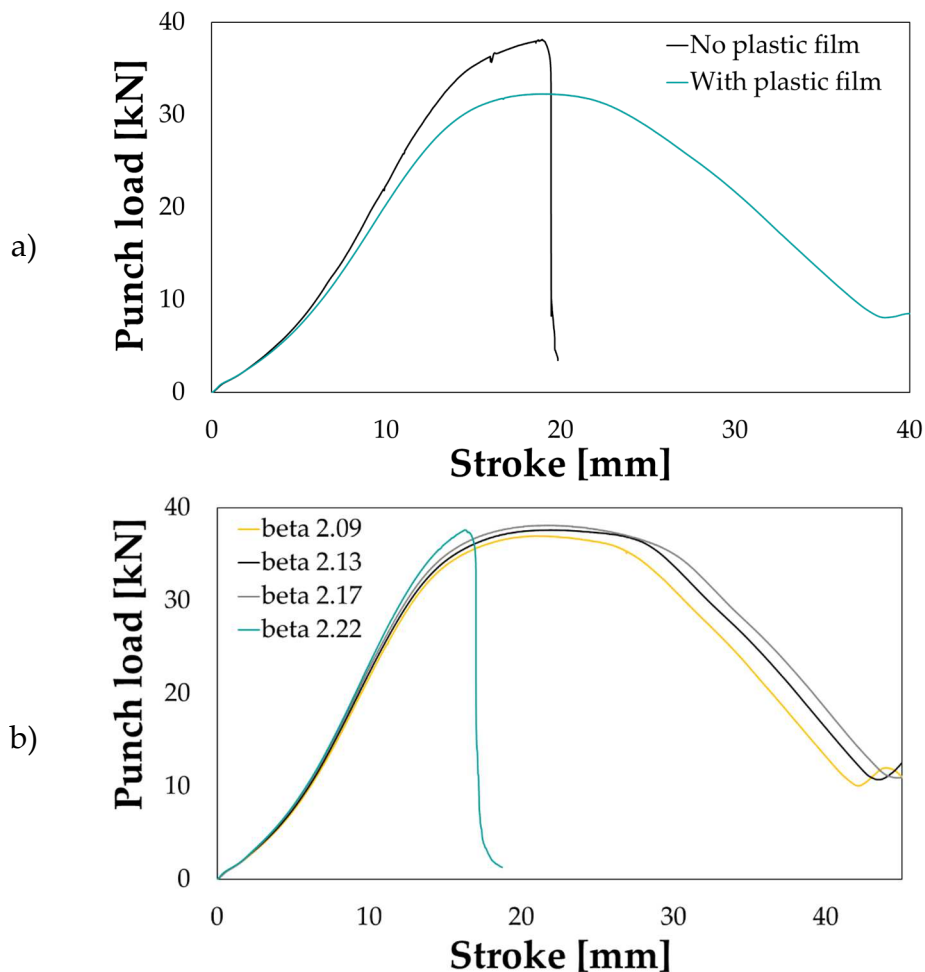 a)
Punch load [kN]
40
30
20
10
0
No plastic film
With plastic film
0 10 20 30 40
Stroke [mm]
b)
Punch load [kN]
40
30
20
10
0
beta 2.09
beta 2.13
beta 2.17
beta 2.22
0 10 20 30 40
Stroke [mm]